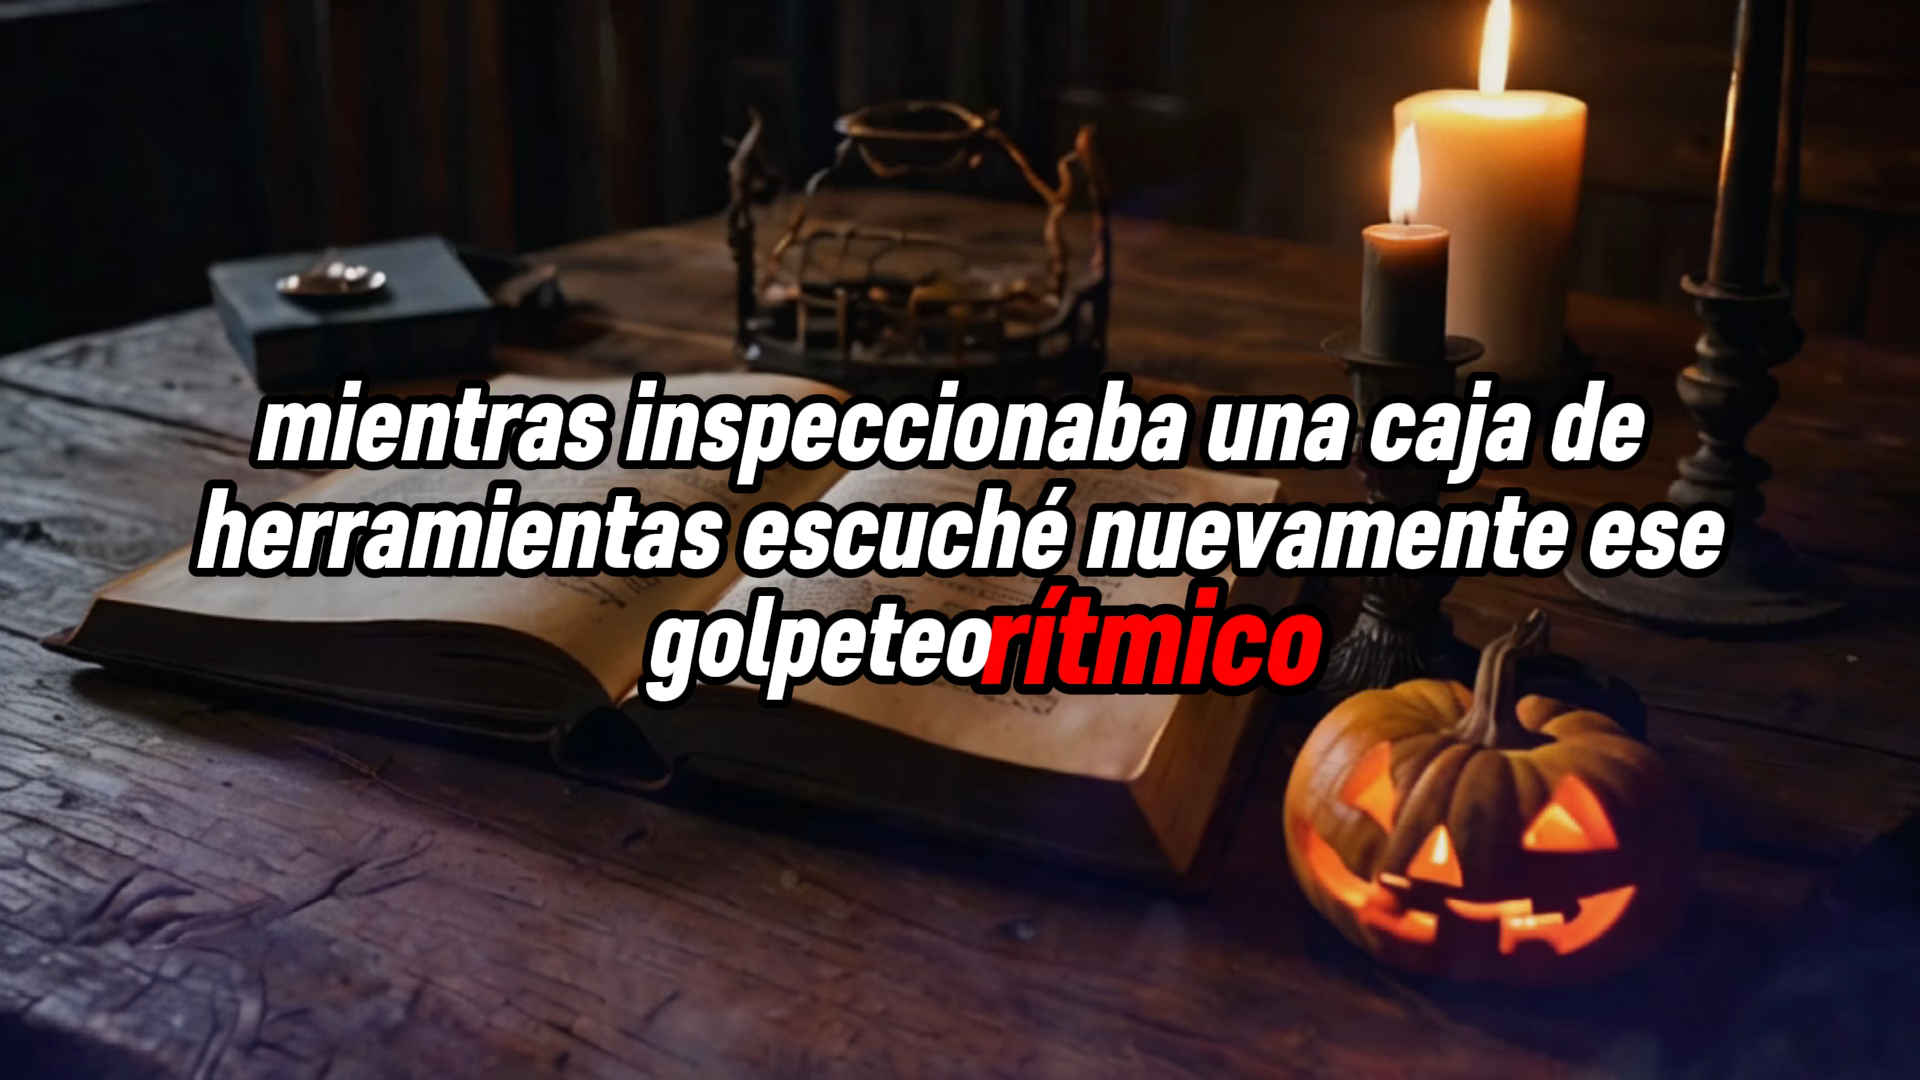 mientras inspeccionaba una caja de
herramientas escuché nuevamente ese
golpeteo rítmico